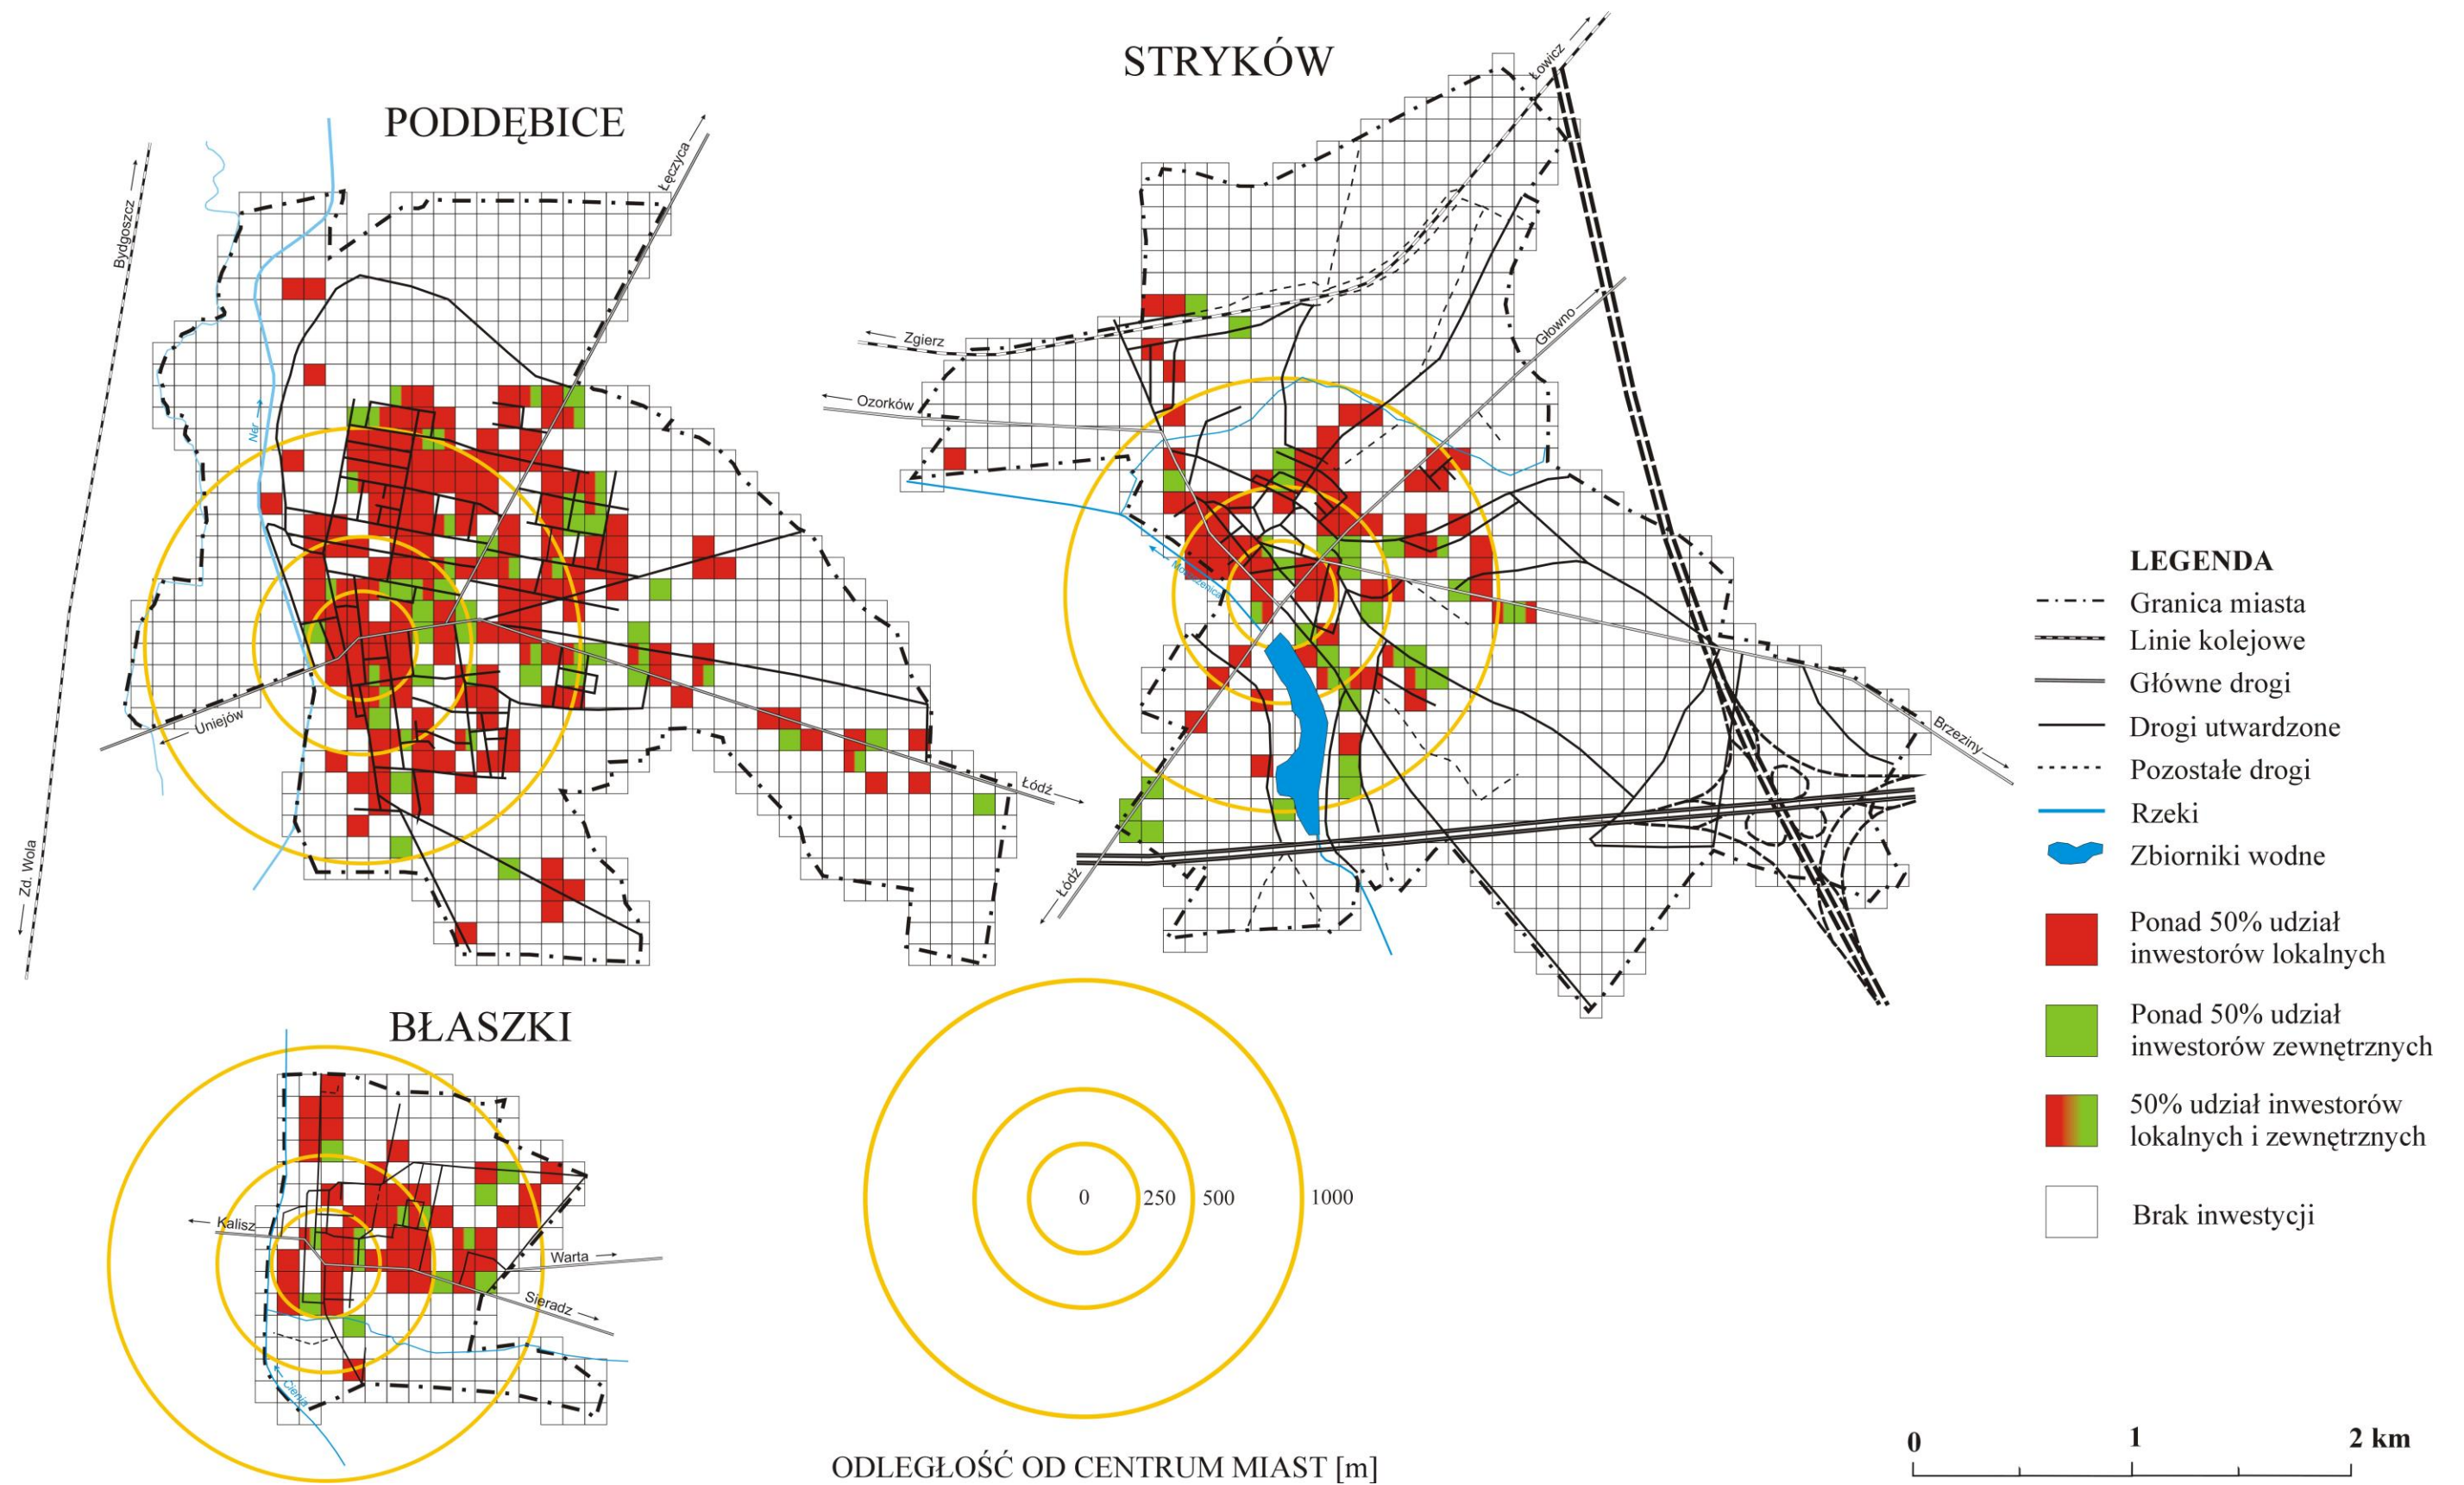 STRYKÓW
PODDĘBICE
Łowicz
Łęczyca
Bydgoszcz
Głowno
Zgierz
Ozorków
Ner
Uniejów
Łódź
Zd. Wola
Brzeziny
Łódź
BŁASZKI
Kalisz
Warta
Sieradz
Cienia
0 250 500 1000
ODLEGŁOŚĆ OD CENTRUM MIAST [m]
LEGENDA
Granica miasta
Linie kolejowe
Główne drogi
Drogi utwardzone
Pozostałe drogi
Rzeki
Zbiorniki wodne
Ponad 50% udział
inwestorów lokalnych
Ponad 50% udział
inwestorów zewnętrznych
50% udział inwestorów
lokalnych i zewnętrznych
Brak inwestycji
0 1 2 km